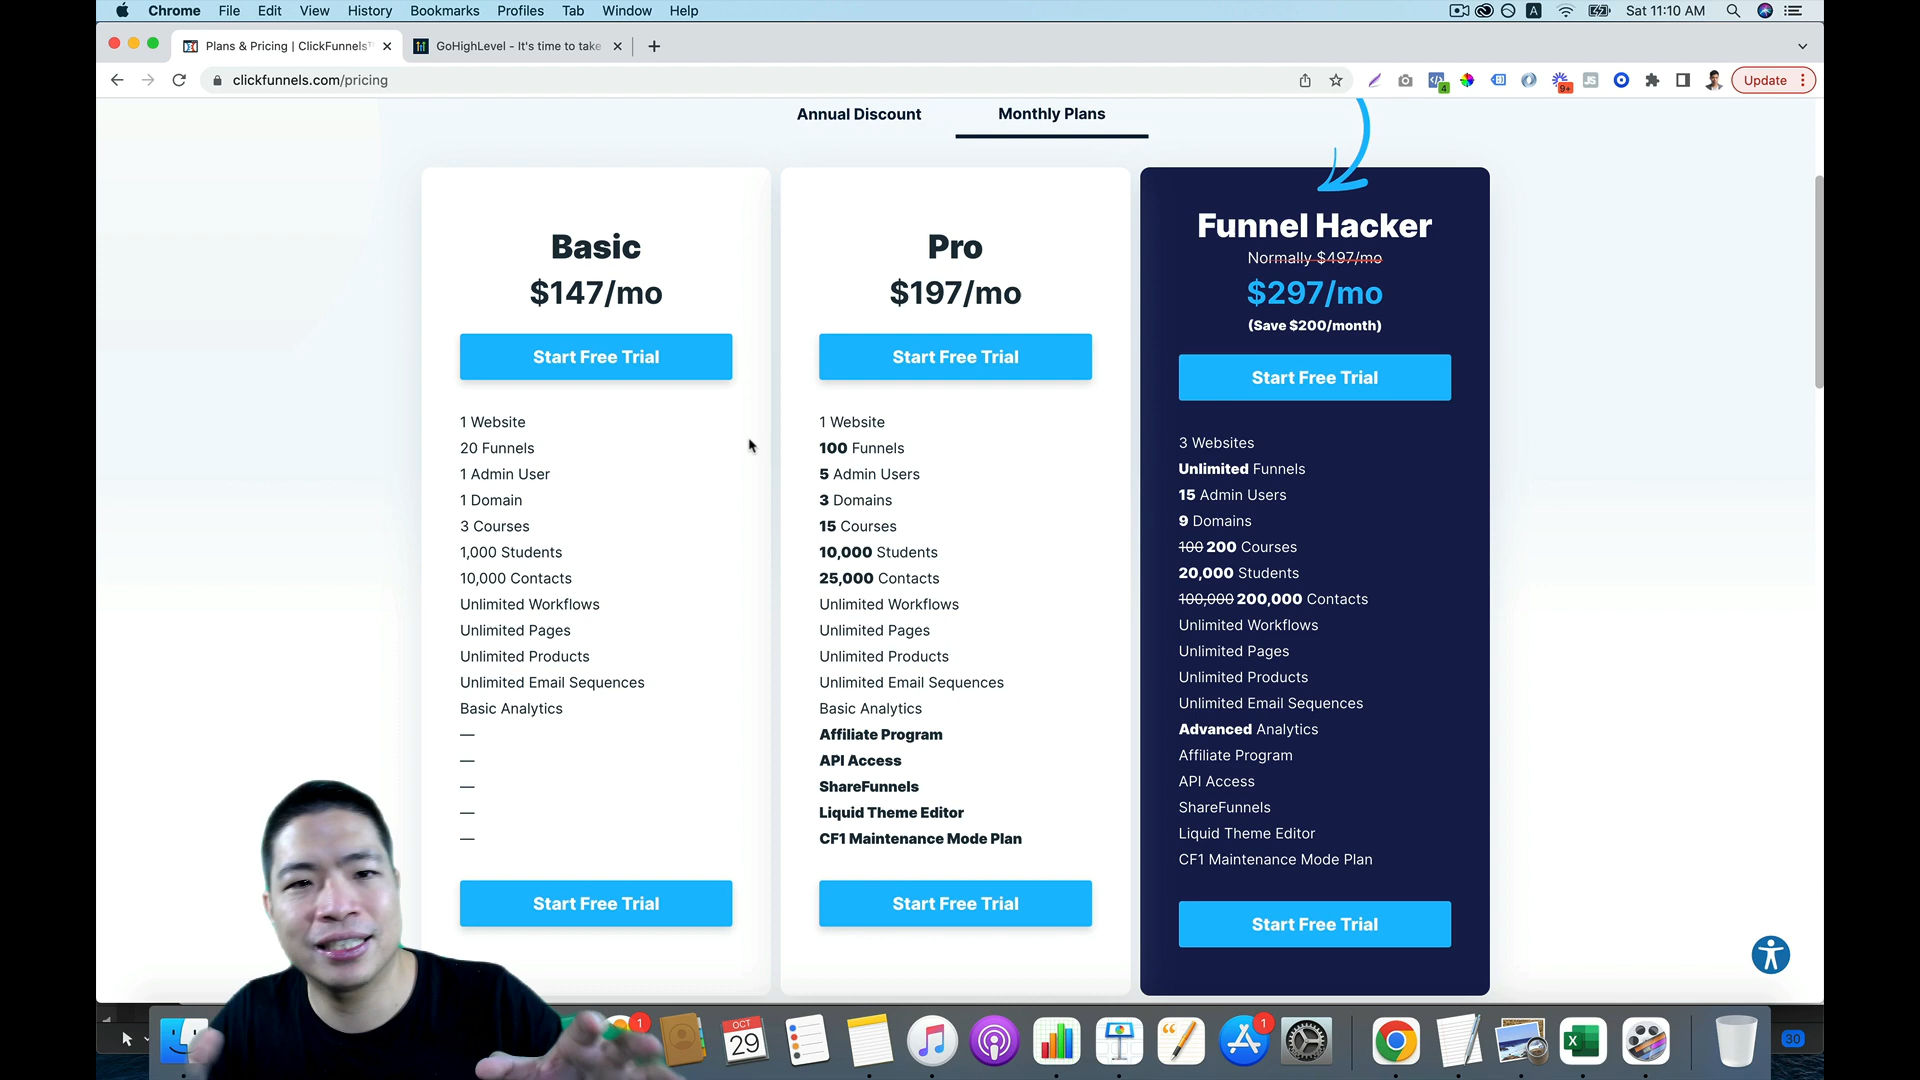 Chrome File Edit View History Bookmarks Profiles Tab Window Help
A
Sat 11:10 AM
Plans & Pricing | ClickFunnels™
GoHighLevel - It's time to take
clickfunnels.com/pricing
4
9+
JS
Update
Annual Discount
Monthly Plans
Basic
$147/mo
Start Free Trial
1 Website
20 Funnels
1 Admin User
1 Domain
3 Courses
1,000 Students
10,000 Contacts
Unlimited Workflows
Unlimited Pages
Unlimited Products
Unlimited Email Sequences
Basic Analytics
—
—
—
—
—
Start Free Trial
Pro
$197/mo
Start Free Trial
1 Website
100 Funnels
5 Admin Users
3 Domains
15 Courses
10,000 Students
25,000 Contacts
Unlimited Workflows
Unlimited Pages
Unlimited Products
Unlimited Email Sequences
Basic Analytics
Affiliate Program
API Access
ShareFunnels
Liquid Theme Editor
CF1 Maintenance Mode Plan
Start Free Trial
Funnel Hacker
Normally $497/mo
$297/mo
(Save $200/month)
Start Free Trial
3 Websites
Unlimited Funnels
15 Admin Users
9 Domains
100 200 Courses
20,000 Students
100,000 200,000 Contacts
Unlimited Workflows
Unlimited Pages
Unlimited Products
Unlimited Email Sequences
Advanced Analytics
Affiliate Program
API Access
ShareFunnels
Liquid Theme Editor
CF1 Maintenance Mode Plan
Start Free Trial
1
OCT
29
1
X
30